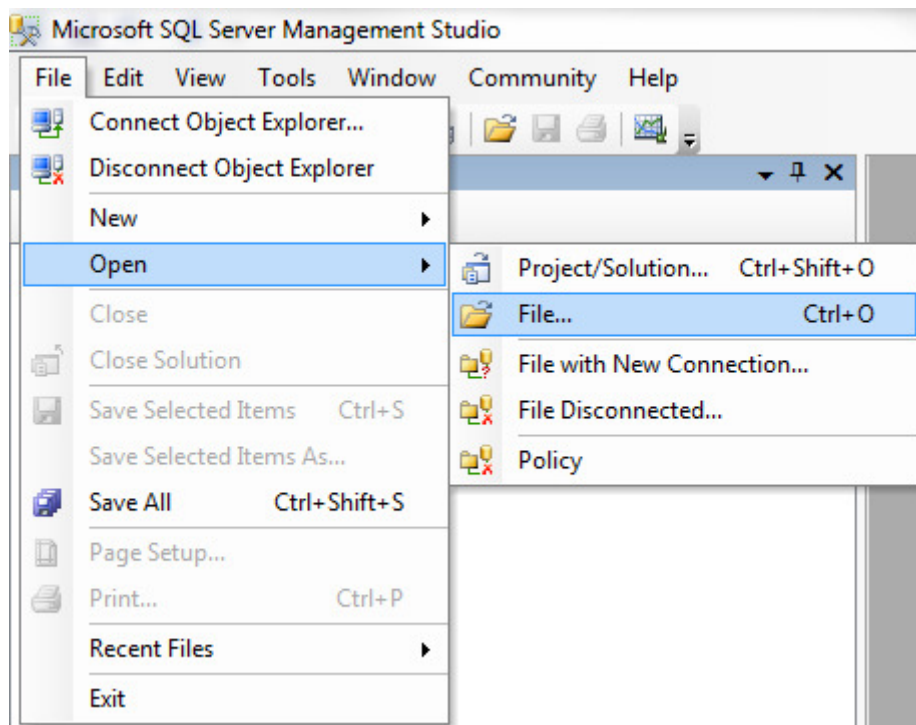 Microsoft SQL Server Management Studio
File Edit View Tools Window Community Help
Connect Object Explorer...
Disconnect Object Explorer
New
Open
Project/Solution... Ctrl+Shift+O
File... Ctrl+O
Close
Close Solution
File with New Connection...
Save Selected Items Ctrl+S
File Disconnected...
Save Selected Items As...
Policy
Save All Ctrl+Shift+S
Page Setup...
Print... Ctrl+P
Recent Files
Exit